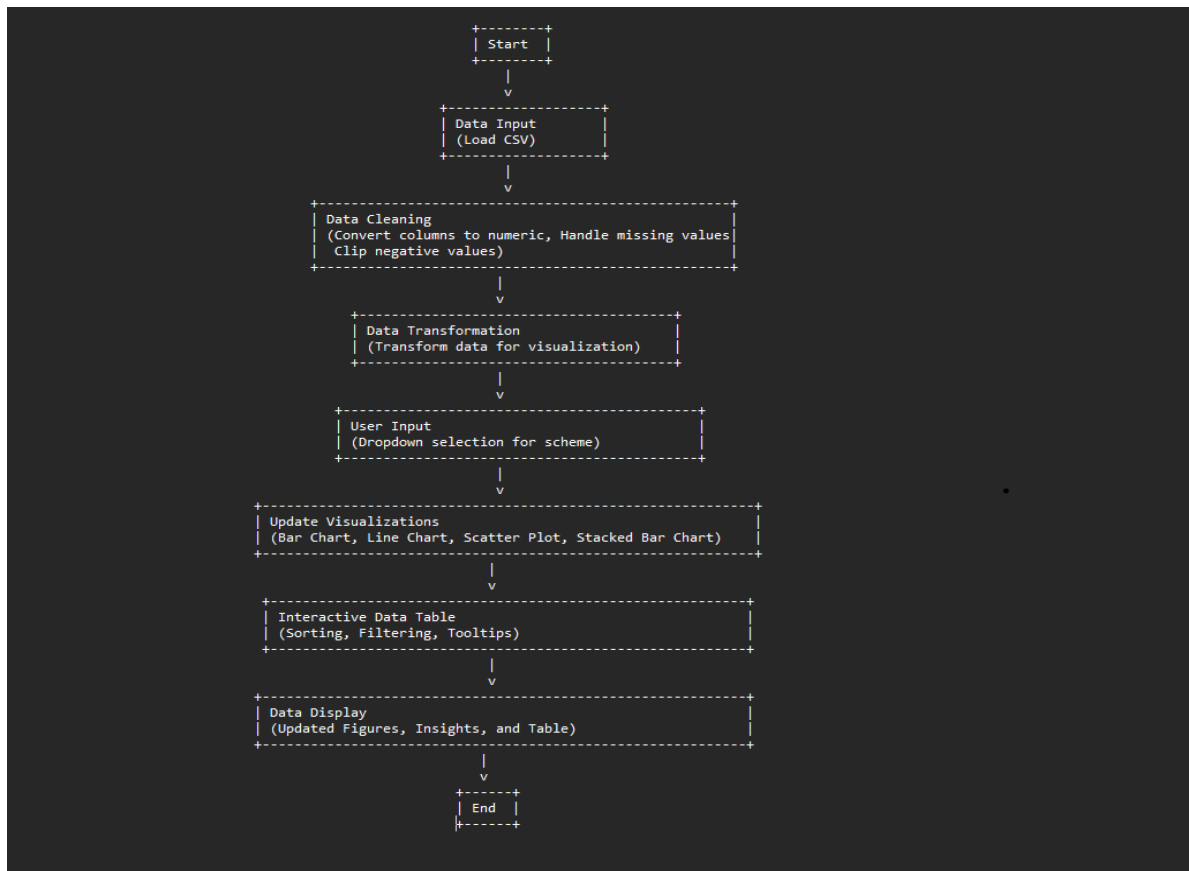 +--------+
| Start  |
+--------+
|
v
+-------------------+
| Data Input        |
| (Load CSV)        |
+-------------------+
|
v
+---------------------------------------------------+
| Data Cleaning                                     |
| (Convert columns to numeric, Handle missing values|
|  Clip negative values)                            |
+---------------------------------------------------+
|
v
+---------------------------------------+
| Data Transformation                   |
| (Transform data for visualization)    |
+---------------------------------------+
|
v
+--------------------------------------------+
| User Input                                 |
| (Dropdown selection for scheme)            |
+--------------------------------------------+
|
v
+-------------------------------------------------------------+
| Update Visualizations                                       |
| (Bar Chart, Line Chart, Scatter Plot, Stacked Bar Chart)    |
+-------------------------------------------------------------+
|
v
+-----------------------------------------------------------+
| Interactive Data Table                                    |
| (Sorting, Filtering, Tooltips)                            |
+-----------------------------------------------------------+
|
v
+------------------------------------------------------------+
| Data Display                                               |
| (Updated Figures, Insights, and Table)                     |
+------------------------------------------------------------+
|
v
+------+
| End  |
+------+